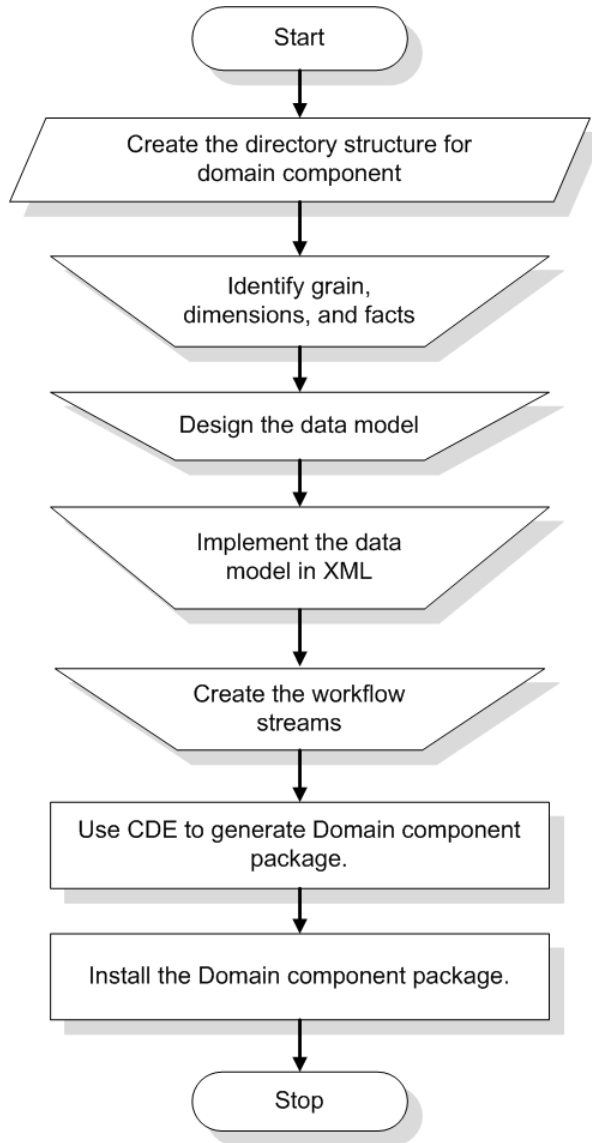 Start
Create the directory structure for
domain component
Identify grain,
dimensions, and facts
Design the data model
Implement the data
model in XML
Create the workflow
streams
Use CDE to generate Domain component
package.
Install the Domain component package.
Stop